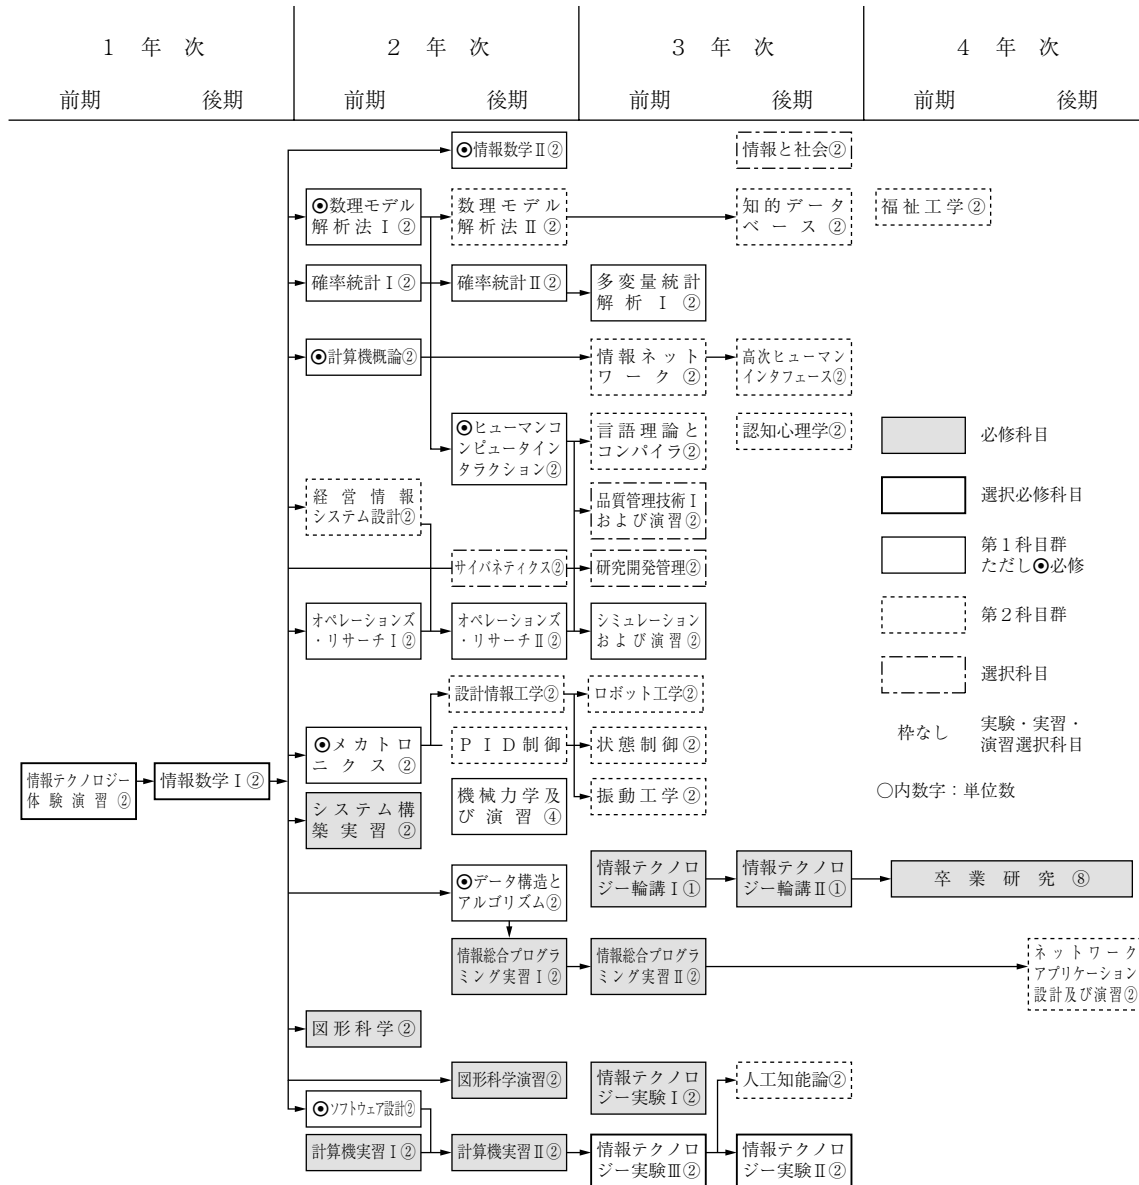 １年次
２年次
３年次
４年次
前期
後期
前期
後期
前期
後期
前期
後期
⦿情報数学Ⅱ②
情報と社会②
⦿数理モデル
解析法Ⅰ②
数理モデル
解析法Ⅱ②
知的データ
ベース②
福祉工学②
確率統計Ⅰ②
確率統計Ⅱ②
多変量統計
解析Ⅰ②
⦿計算機概論②
情報ネット
ワーク②
高次ヒューマン
インタフェース②
⦿ヒューマンコ
ンピュータイン
タラクション②
言語理論と
コンパイラ②
認知心理学②
経営情報
システム設計②
品質管理技術Ⅰ
および演習②
サイバネティクス②
研究開発管理②
オペレーションズ
・リサーチⅠ②
オペレーションズ
・リサーチⅡ②
シミュレーション
および演習②
設計情報工学②
ロボット工学②
⦿メカトロ
ニクス②
ＰＩＤ制御
状態制御②
情報テクノロジー
体験演習②
情報数学Ⅰ②
機械力学及
び演習④
振動工学②
システム構
築実習②
情報テクノロ
ジー輪講Ⅰ①
情報テクノロ
ジー輪講Ⅱ①
卒業研究⑧
⦿データ構造と
アルゴリズム②
情報総合プログラ
ミング実習Ⅰ②
情報総合プログラ
ミング実習Ⅱ②
ネットワーク
アプリケーション
設計及び演習②
図形科学②
図形科学演習②
情報テクノロ
ジー実験Ⅰ②
人工知能論②
⦿ソフトウェア設計②
計算機実習Ⅰ②
計算機実習Ⅱ②
情報テクノロ
ジー実験Ⅲ②
情報テクノロ
ジー実験Ⅱ②
必修科目
選択必修科目
第１科目群
ただし⦿必修
第２科目群
選択科目
枠なし
実験・実習・
演習選択科目
○内数字：単位数